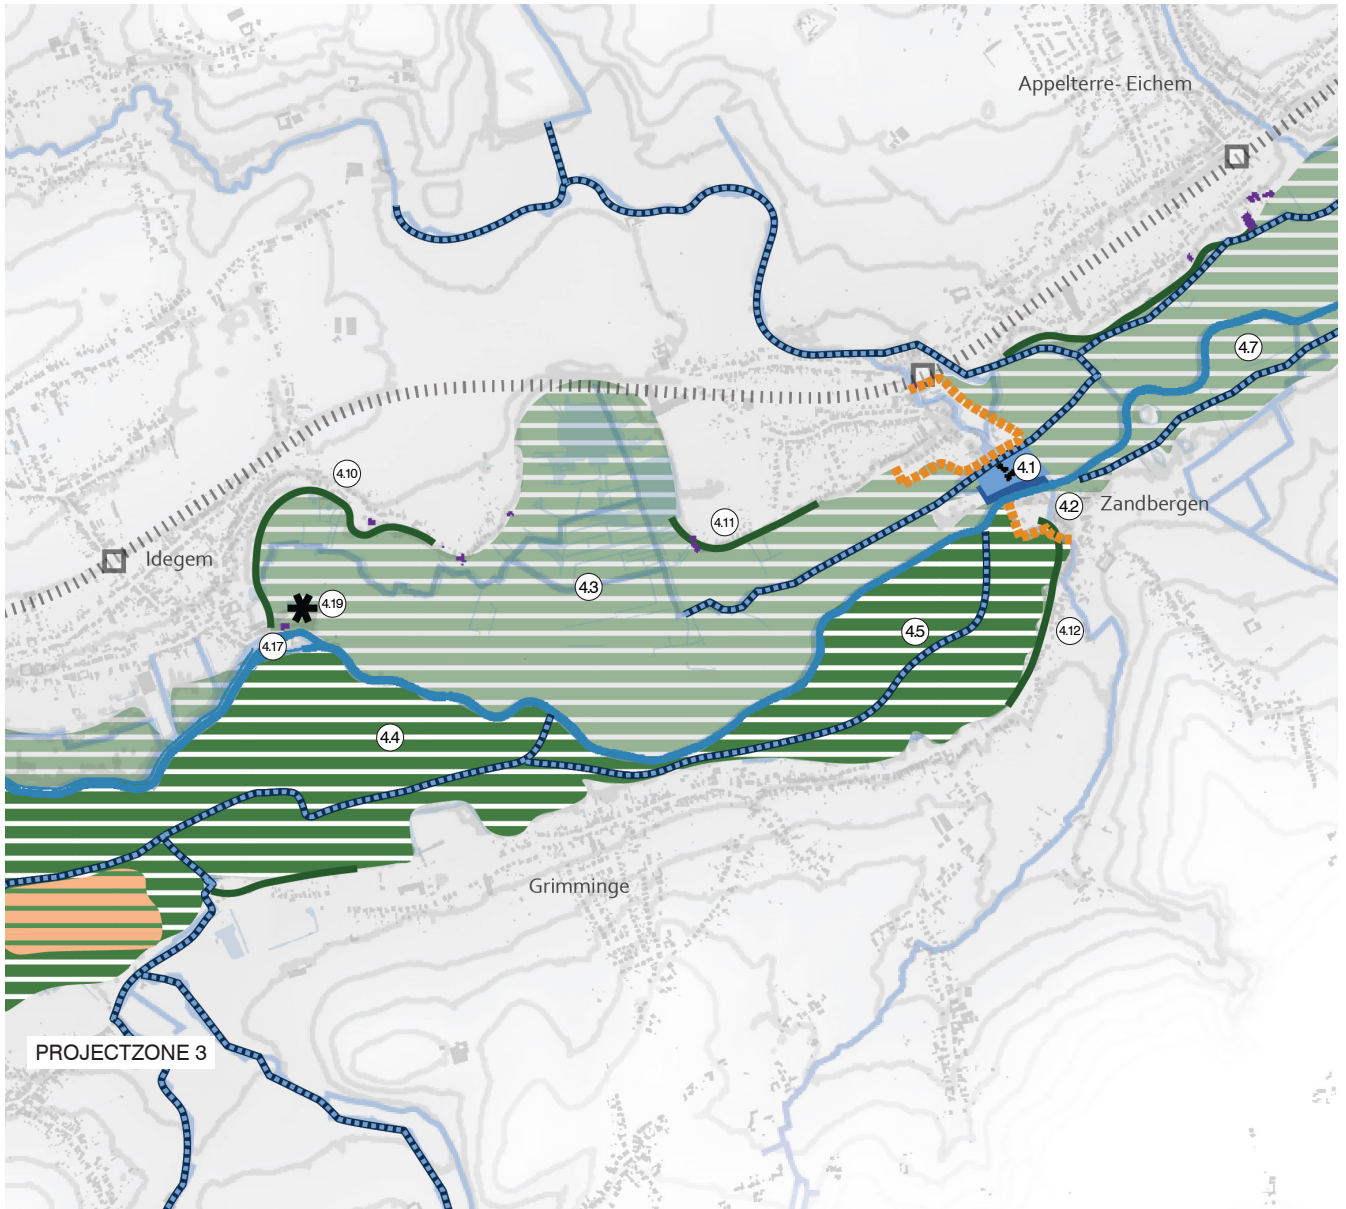 Appelterre- Eichem
4.7
4.10
4.1
4.2
Zandbergen
4.11
Idegem
4.3
4.19
4.5
4.12
4.17
4.4
Grimminge
PROJECTZONE 3